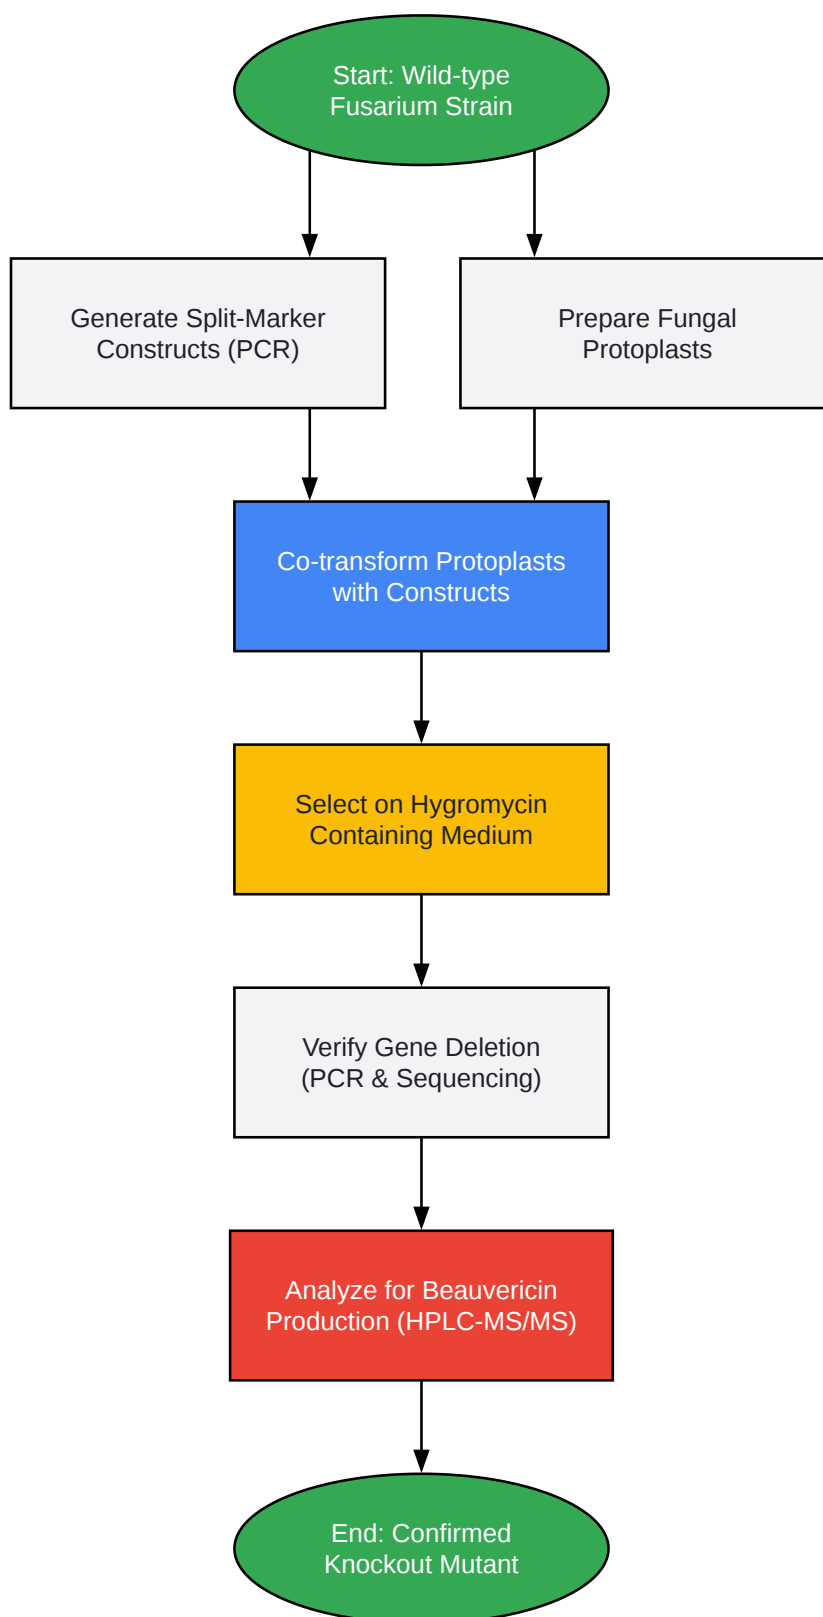 Start: Wild-type
Fusarium Strain
Generate Split-Marker
Constructs (PCR)
Prepare Fungal
Protoplasts
Co-transform Protoplasts
with Constructs
Select on Hygromycin
Containing Medium
Verify Gene Deletion
(PCR & Sequencing)
Analyze for Beauvericin
Production (HPLC-MS/MS)
End: Confirmed
Knockout Mutant